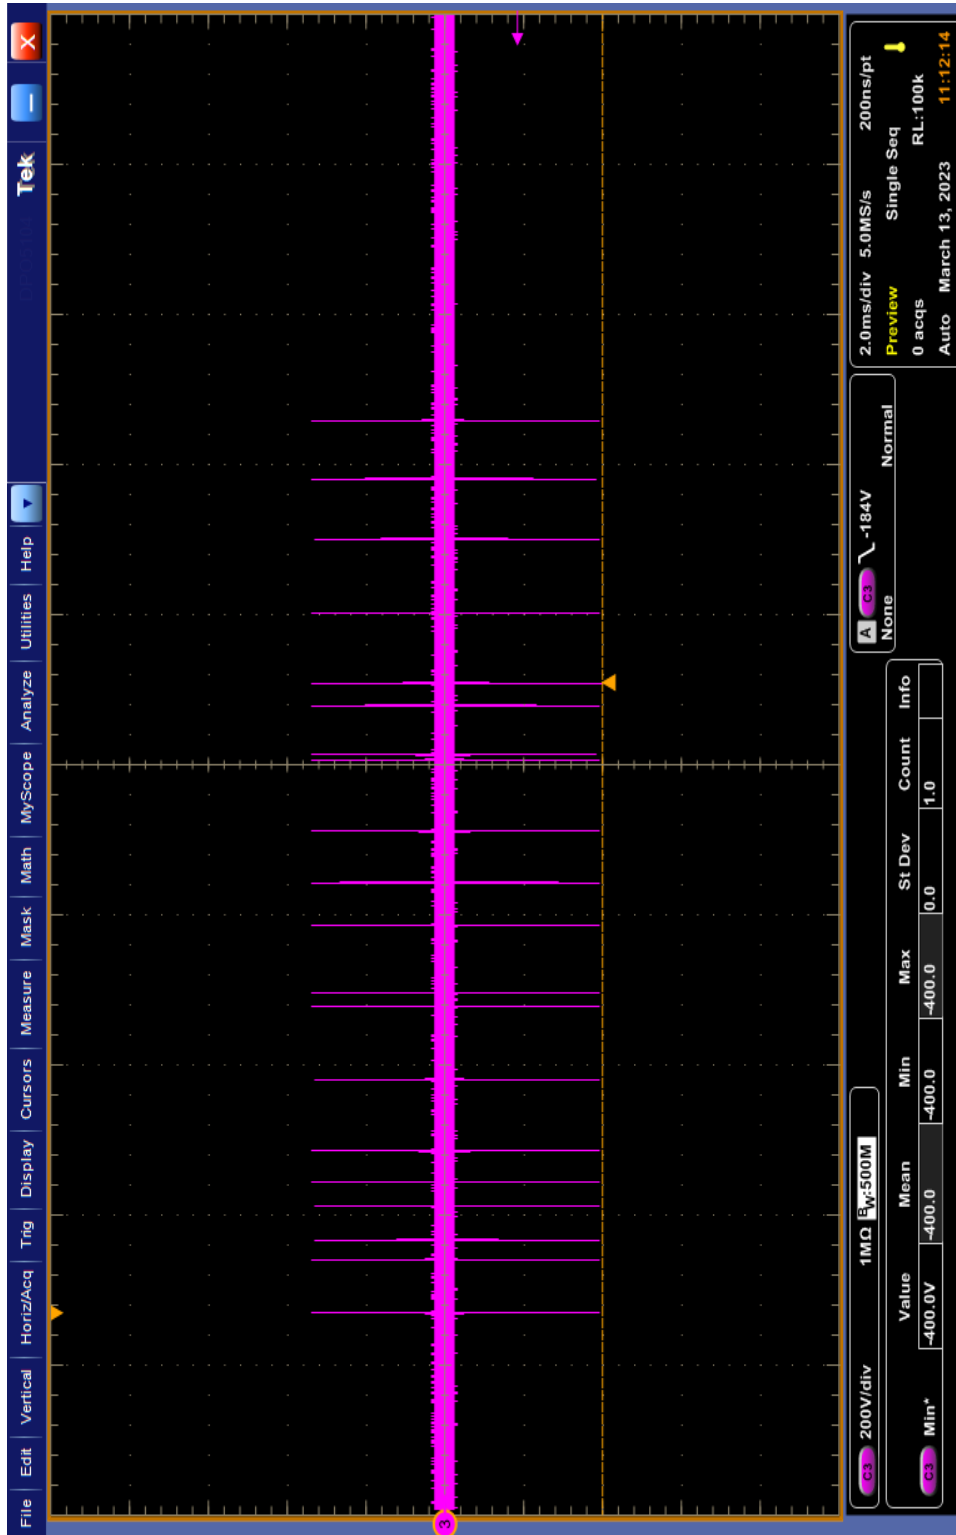 File Edit Vertical Horiz/Acq Trig Display Cursors Measure Mask Math MyScope Analyze Utilities Help Tek X
3
C3 200V/div 1MΩ BW:500M
A C3 -184V
None Normal
2.0ms/div 5.0MS/s 200ns/pt
Preview Single Seq
0 acqs RL:100k
Auto March 13, 2023 11:12:14
Value Mean Min Max St Dev Count Info
C3 Min* -400.0V -400.0 -400.0 -400.0 0.0 1.0